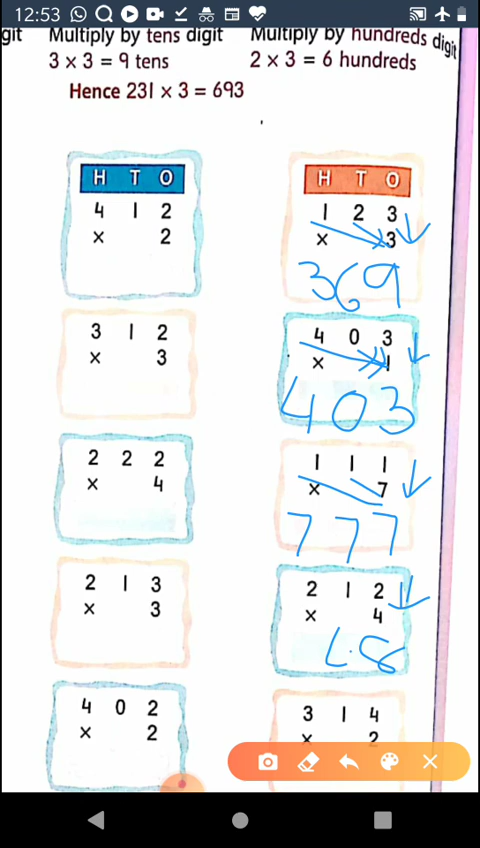 12:53
git Multiply by tens digit Multiply by hundreds digit
3 × 3 = 9 tens 2 × 3 = 6 hundreds
Hence 231 × 3 = 693
H T O H T O
4 1 2 1 2 3
× 2 × 3
369
3 1 2 4 0 3
× 3 × 1
403
2 2 2 1 1 1
× 4 × 7
777
2 1 3 2 1 2
× 3 × 4
8
4 0 2 3 1 4
× 2 × 2